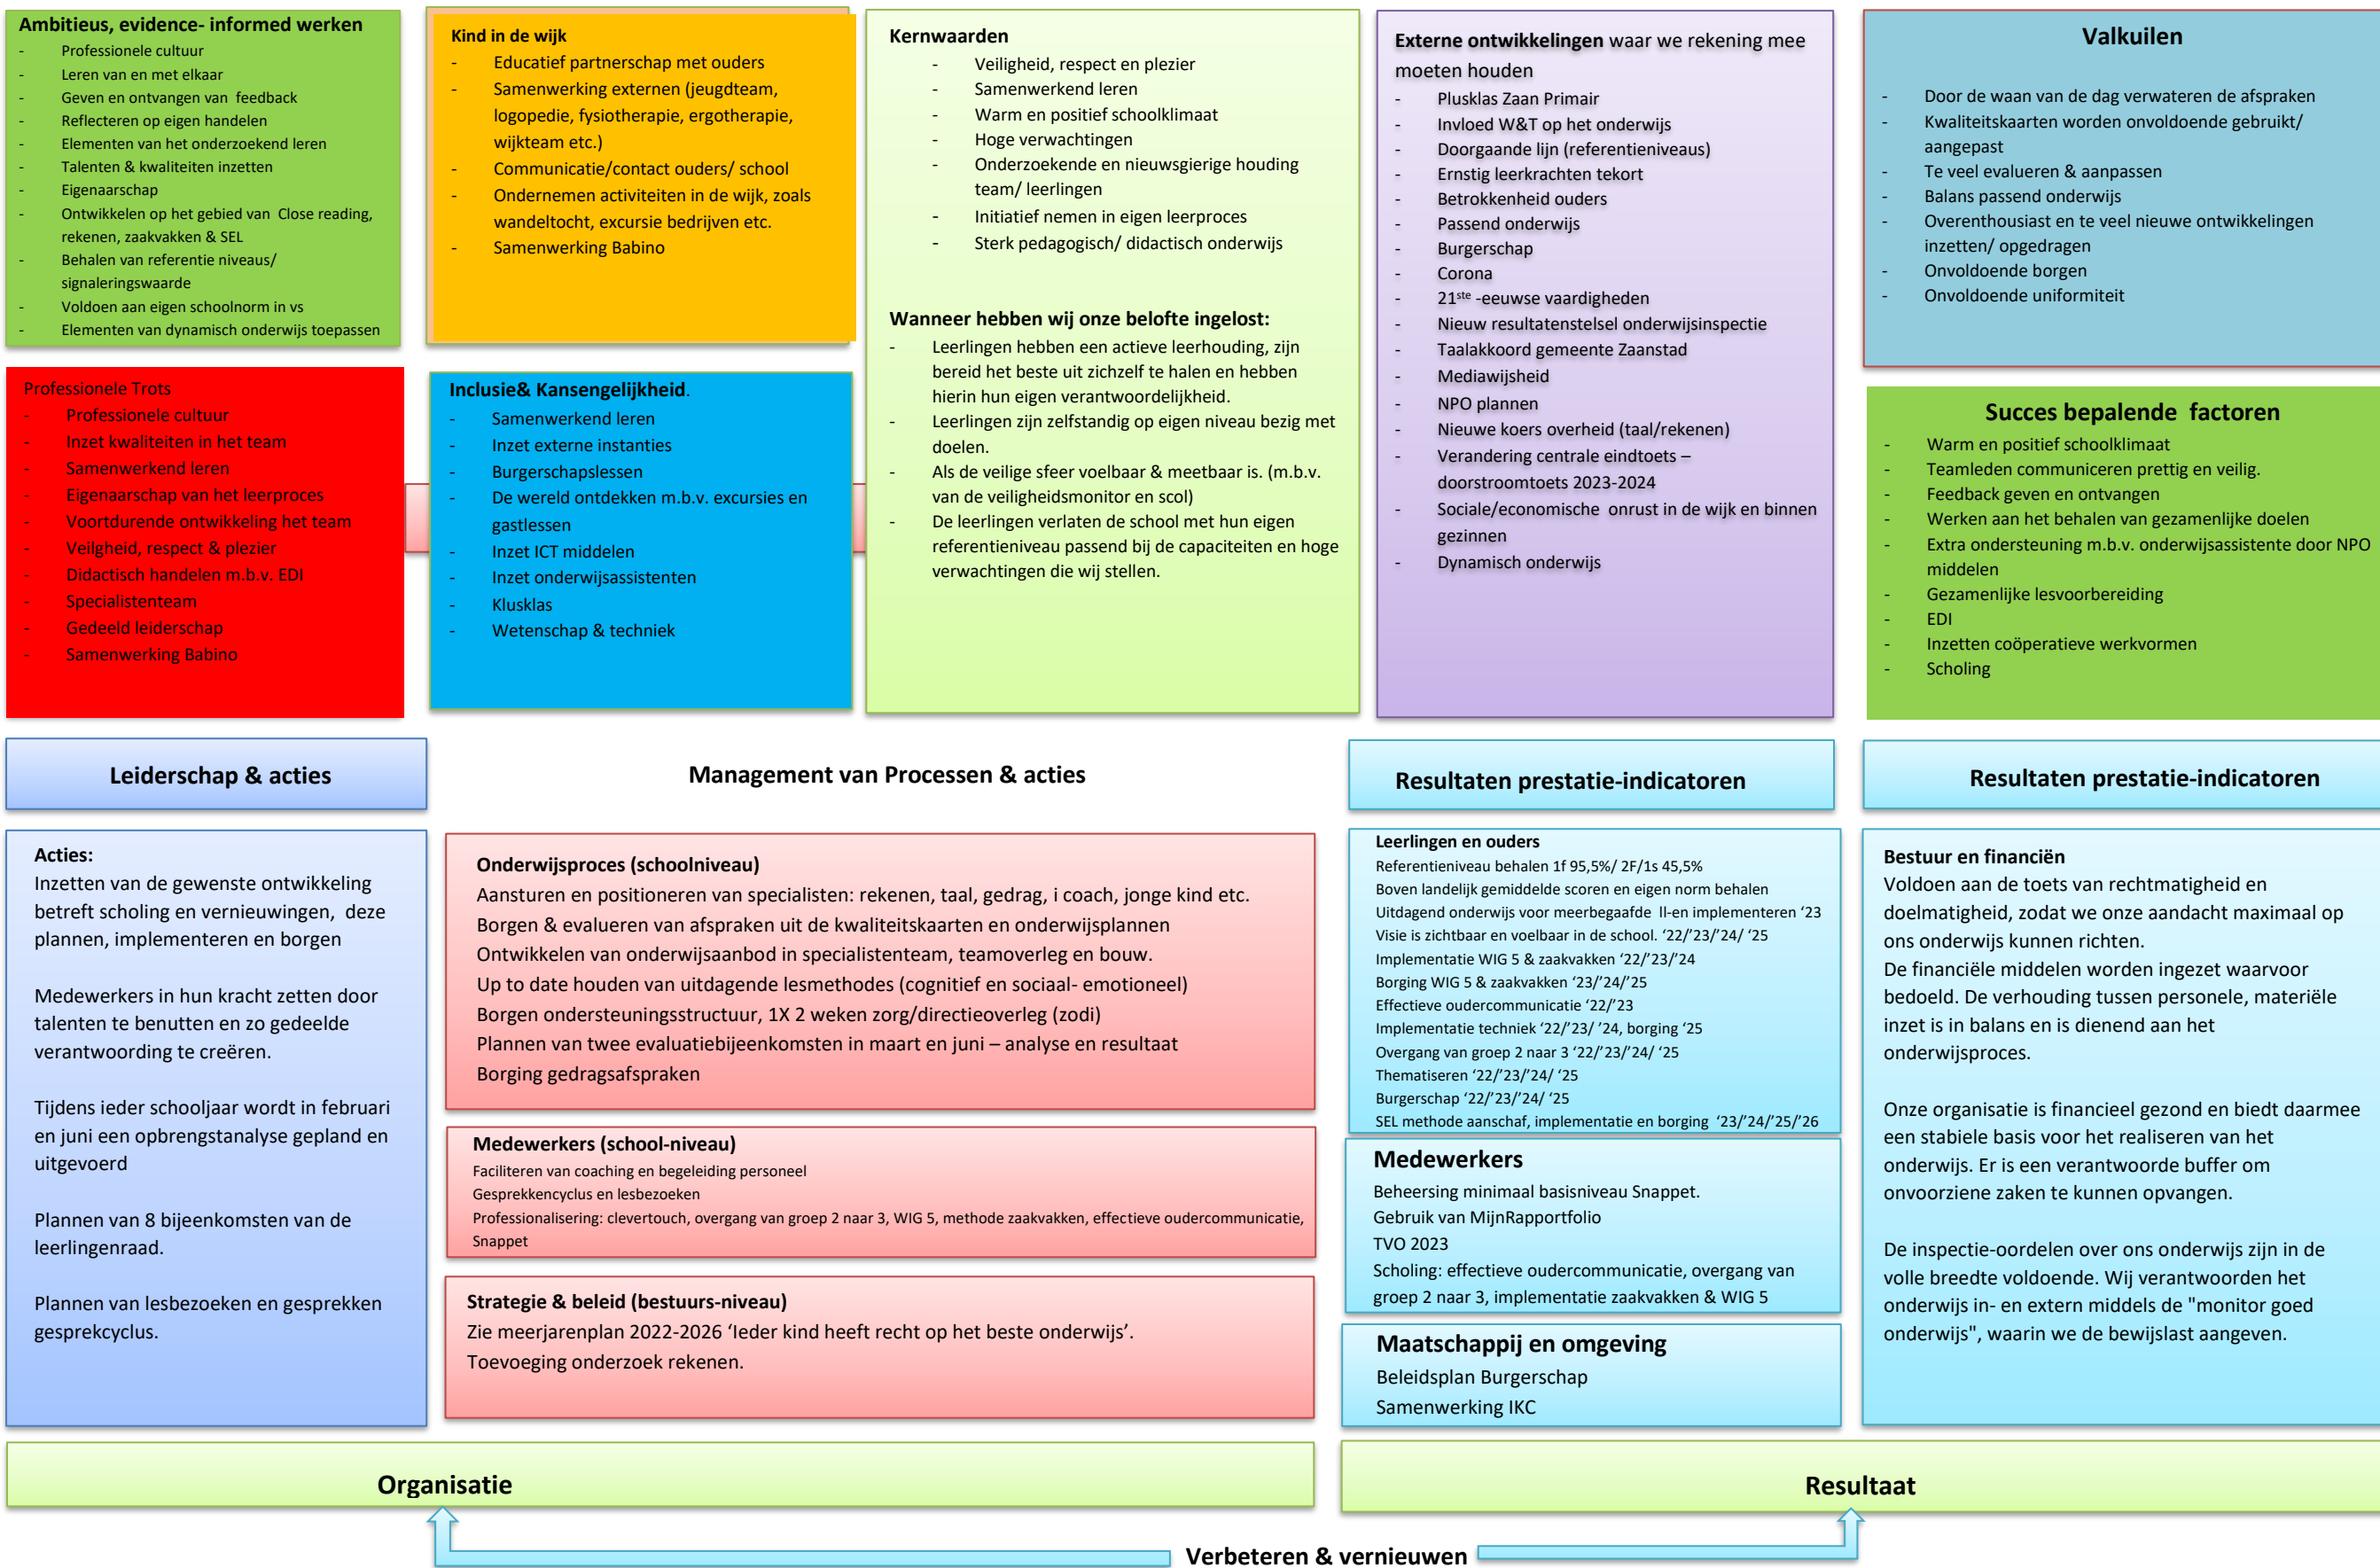 Ambitieus, evidence- informed werken
- Professionele cultuur
- Leren van en met elkaar
- Geven en ontvangen van feedback
- Reflecteren op eigen handelen
- Elementen van het onderzoekend leren
- Talenten & kwaliteiten inzetten
- Eigenaarschap
- Ontwikkelen op het gebied van Close reading,
rekenen, zaakvakken & SEL
- Behalen van referentie niveaus/
signaleringswaarde
- Voldoen aan eigen schoolnorm in vs
- Elementen van dynamisch onderwijs toepassen
Kind in de wijk
- Educatief partnerschap met ouders
- Samenwerking externen (jeugdteam,
logopedie, fysiotherapie, ergotherapie,
wijkteam etc.)
- Communicatie/contact ouders/ school
- Ondernemen activiteiten in de wijk, zoals
wandeltocht, excursie bedrijven etc.
- Samenwerking Babino
Kernwaarden
- Veiligheid, respect en plezier
- Samenwerkend leren
- Warm en positief schoolklimaat
- Hoge verwachtingen
- Onderzoekende en nieuwsgierige houding
team/ leerlingen
- Initiatief nemen in eigen leerproces
- Sterk pedagogisch/ didactisch onderwijs
Wanneer hebben wij onze belofte ingelost:
- Leerlingen hebben een actieve leerhouding, zijn
bereid het beste uit zichzelf te halen en hebben
hierin hun eigen verantwoordelijkheid.
- Leerlingen zijn zelfstandig op eigen niveau bezig met
doelen.
- Als de veilige sfeer voelbaar & meetbaar is. (m.b.v.
van de veiligheidsmonitor en scol)
- De leerlingen verlaten de school met hun eigen
referentieniveau passend bij de capaciteiten en hoge
verwachtingen die wij stellen.
Externe ontwikkelingen waar we rekening mee
moeten houden
- Plusklas Zaan Primair
- Invloed W&T op het onderwijs
- Doorgaande lijn (referentieniveaus)
- Ernstig leerkrachten tekort
- Betrokkenheid ouders
- Passend onderwijs
- Burgerschap
- Corona
- 21ste -eeuwse vaardigheden
- Nieuw resultatenstelsel onderwijsinspectie
- Taalakkoord gemeente Zaanstad
- Mediawijsheid
- NPO plannen
- Nieuwe koers overheid (taal/rekenen)
- Verandering centrale eindtoets –
doorstroomtoets 2023-2024
- Sociale/economische onrust in de wijk en binnen
gezinnen
- Dynamisch onderwijs
Valkuilen
- Door de waan van de dag verwateren de afspraken
- Kwaliteitskaarten worden onvoldoende gebruikt/
aangepast
- Te veel evalueren & aanpassen
- Balans passend onderwijs
- Overenthousiast en te veel nieuwe ontwikkelingen
inzetten/ opgedragen
- Onvoldoende borgen
- Onvoldoende uniformiteit
Professionele Trots
- Professionele cultuur
- Inzet kwaliteiten in het team
- Samenwerkend leren
- Eigenaarschap van het leerproces
- Voortdurende ontwikkeling het team
- Veilgheid, respect & plezier
- Didactisch handelen m.b.v. EDI
- Specialistenteam
- Gedeeld leiderschap
- Samenwerking Babino
Inclusie& Kansengelijkheid.
- Samenwerkend leren
- Inzet externe instanties
- Burgerschapslessen
- De wereld ontdekken m.b.v. excursies en
gastlessen
- Inzet ICT middelen
- Inzet onderwijsassistenten
- Klusklas
- Wetenschap & techniek
Succes bepalende factoren
- Warm en positief schoolklimaat
- Teamleden communiceren prettig en veilig.
- Feedback geven en ontvangen
- Werken aan het behalen van gezamenlijke doelen
- Extra ondersteuning m.b.v. onderwijsassistente door NPO
middelen
- Gezamenlijke lesvoorbereiding
- EDI
- Inzetten coöperatieve werkvormen
- Scholing
Leiderschap & acties
Management van Processen & acties
Resultaten prestatie-indicatoren
Resultaten prestatie-indicatoren
Acties:
Inzetten van de gewenste ontwikkeling
betreft scholing en vernieuwingen, deze
plannen, implementeren en borgen
Medewerkers in hun kracht zetten door
talenten te benutten en zo gedeelde
verantwoording te creëren.
Tijdens ieder schooljaar wordt in februari
en juni een opbrengstanalyse gepland en
uitgevoerd
Plannen van 8 bijeenkomsten van de
leerlingenraad.
Plannen van lesbezoeken en gesprekken
gesprekcyclus.
Onderwijsproces (schoolniveau)
Aansturen en positioneren van specialisten: rekenen, taal, gedrag, i coach, jonge kind etc.
Borgen & evalueren van afspraken uit de kwaliteitskaarten en onderwijsplannen
Ontwikkelen van onderwijsaanbod in specialistenteam, teamoverleg en bouw.
Up to date houden van uitdagende lesmethodes (cognitief en sociaal- emotioneel)
Borgen ondersteuningsstructuur, 1X 2 weken zorg/directieoverleg (zodi)
Plannen van twee evaluatiebijeenkomsten in maart en juni – analyse en resultaat
Borging gedragsafspraken
Medewerkers (school-niveau)
Faciliteren van coaching en begeleiding personeel
Gesprekkencyclus en lesbezoeken
Professionalisering: clevertouch, overgang van groep 2 naar 3, WIG 5, methode zaakvakken, effectieve oudercommunicatie,
Snappet
Strategie & beleid (bestuurs-niveau)
Zie meerjarenplan 2022-2026 ‘Ieder kind heeft recht op het beste onderwijs’.
Toevoeging onderzoek rekenen.
Leerlingen en ouders
Referentieniveau behalen 1f 95,5%/ 2F/1s 45,5%
Boven landelijk gemiddelde scoren en eigen norm behalen
Uitdagend onderwijs voor meerbegaafde ll-en implementeren ‘23
Visie is zichtbaar en voelbaar in de school. ‘22/’23/’24/ ‘25
Implementatie WIG 5 & zaakvakken ‘22/’23/’24
Borging WIG 5 & zaakvakken ‘23/’24/’25
Effectieve oudercommunicatie ‘22/’23
Implementatie techniek ‘22/’23/ ’24, borging ‘25
Overgang van groep 2 naar 3 ‘22/’23/’24/ ‘25
Thematiseren ‘22/’23/’24/ ‘25
Burgerschap ‘22/’23/’24/ ‘25
SEL methode aanschaf, implementatie en borging ‘23/’24/’25/’26
Medewerkers
Beheersing minimaal basisniveau Snappet.
Gebruik van MijnRapportfolio
TVO 2023
Scholing: effectieve oudercommunicatie, overgang van
groep 2 naar 3, implementatie zaakvakken & WIG 5
Maatschappij en omgeving
Beleidsplan Burgerschap
Samenwerking IKC
Bestuur en financiën
Voldoen aan de toets van rechtmatigheid en
doelmatigheid, zodat we onze aandacht maximaal op
ons onderwijs kunnen richten.
De financiële middelen worden ingezet waarvoor
bedoeld. De verhouding tussen personele, materiële
inzet is in balans en is dienend aan het
onderwijsproces.
Onze organisatie is financieel gezond en biedt daarmee
een stabiele basis voor het realiseren van het
onderwijs. Er is een verantwoorde buffer om
onvoorziene zaken te kunnen opvangen.
De inspectie-oordelen over ons onderwijs zijn in de
volle breedte voldoende. Wij verantwoorden het
onderwijs in- en extern middels de "monitor goed
onderwijs", waarin we de bewijslast aangeven.
Organisatie
Resultaat
Verbeteren & vernieuwen